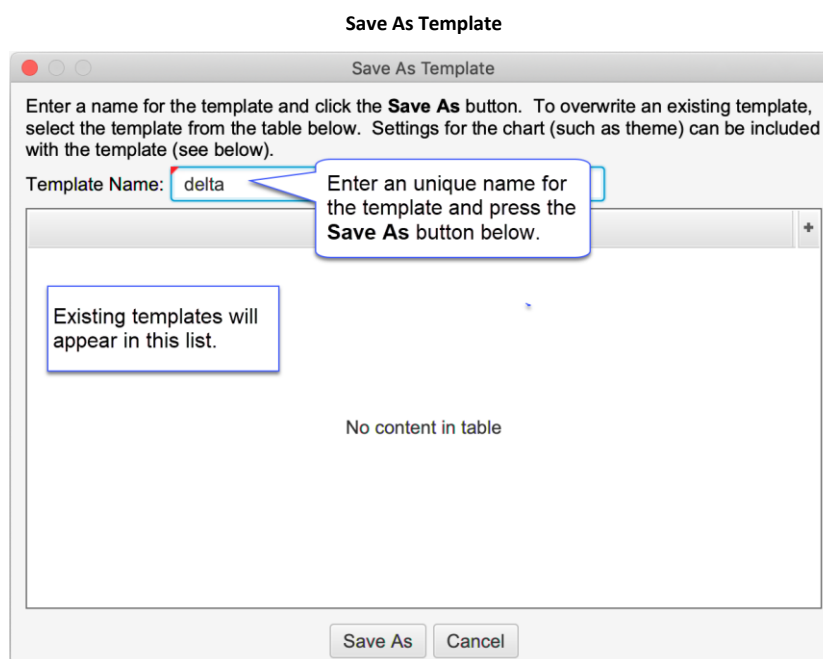 Save As Template
Save As Template
Enter a name for the template and click the Save As button.  To overwrite an existing template,
select the template from the table below.  Settings for the chart (such as theme) can be included
with the template (see below).
Template Name: delta
Enter an unique name for
the template and press the
Save As button below.
+
Existing templates will
appear in this list.
No content in table
Save As Cancel